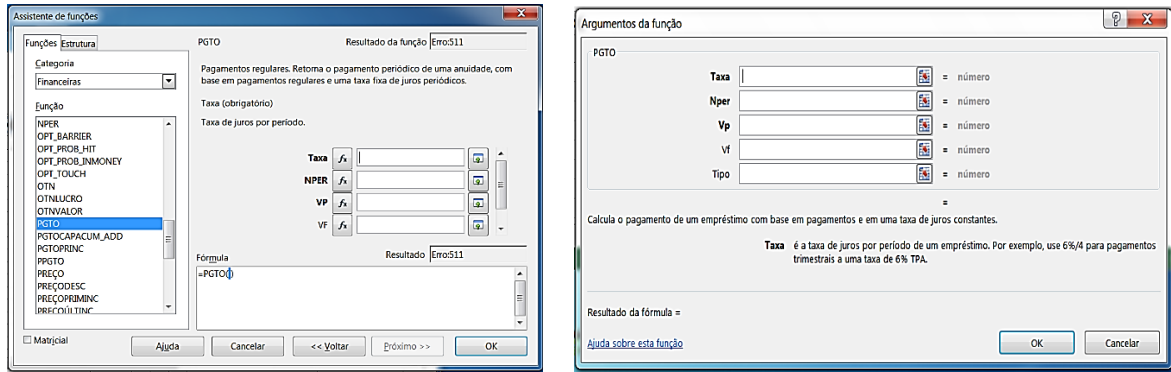 Assistente de funções
Funções Estrutura
Categoria
Financeiras
Função
NPER
OPT_BARRIER
OPT_PROB_HIT
OPT_PROB_INMONEY
OPT_TOUCH
OTN
OTNLUCRO
OTNVALOR
PGTO
PGTOCAPACUM_ADD
PGTOPRINC
PPGTO
PREÇO
PREÇODESC
PREÇOPRIMINC
PREÇOÚLTINC
Matricial
PGTO
Resultado da função Erro:511
Pagamentos regulares. Retorna o pagamento periódico de uma anuidade, com
base em pagamentos regulares e uma taxa fixa de juros periódicos.
Taxa (obrigatório)
Taxa de juros por período.
Taxa fx
NPER fx
VP fx
VF fx
Fórmula
Resultado Erro:511
=PGTO()
Ajuda
Cancelar
<< Voltar
Próximo >>
OK
Argumentos da função
PGTO
Taxa = número
Nper = número
Vp = número
Vf = número
Tipo = número
=
Calcula o pagamento de um empréstimo com base em pagamentos e em uma taxa de juros constantes.
Taxa é a taxa de juros por período de um empréstimo. Por exemplo, use 6%/4 para pagamentos
trimestrais a uma taxa de 6% TPA.
Resultado da fórmula =
Ajuda sobre esta função
OK
Cancelar